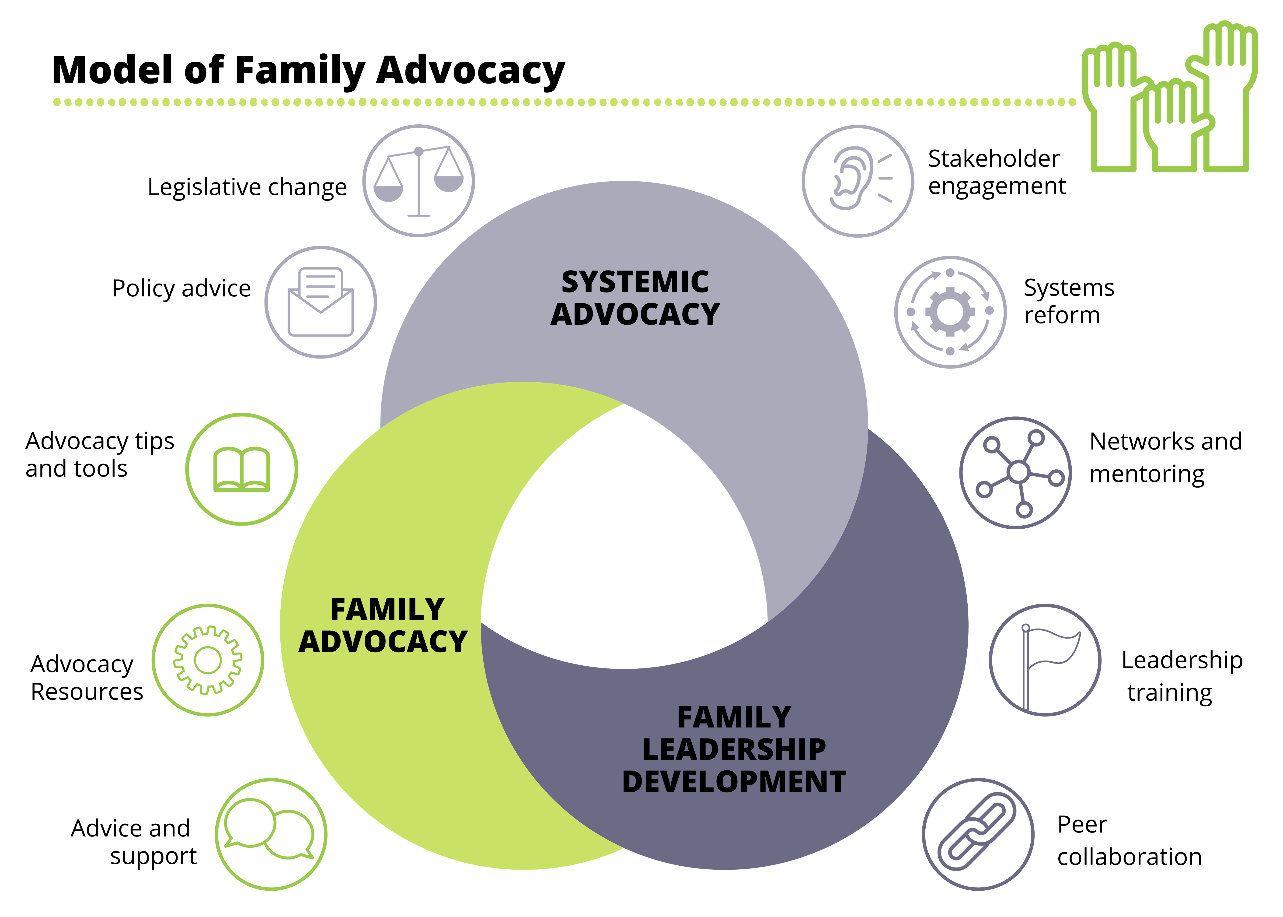 Model of Family Advocacy
Legislative change
Stakeholder
engagement
Policy advice
Systems
reform
SYSTEMIC
ADVOCACY
Advocacy tips
and tools
Networks and
mentoring
FAMILY
ADVOCACY
Advocacy
Resources
Leadership
training
FAMILY
LEADERSHIP
DEVELOPMENT
Advice and
support
Peer
collaboration